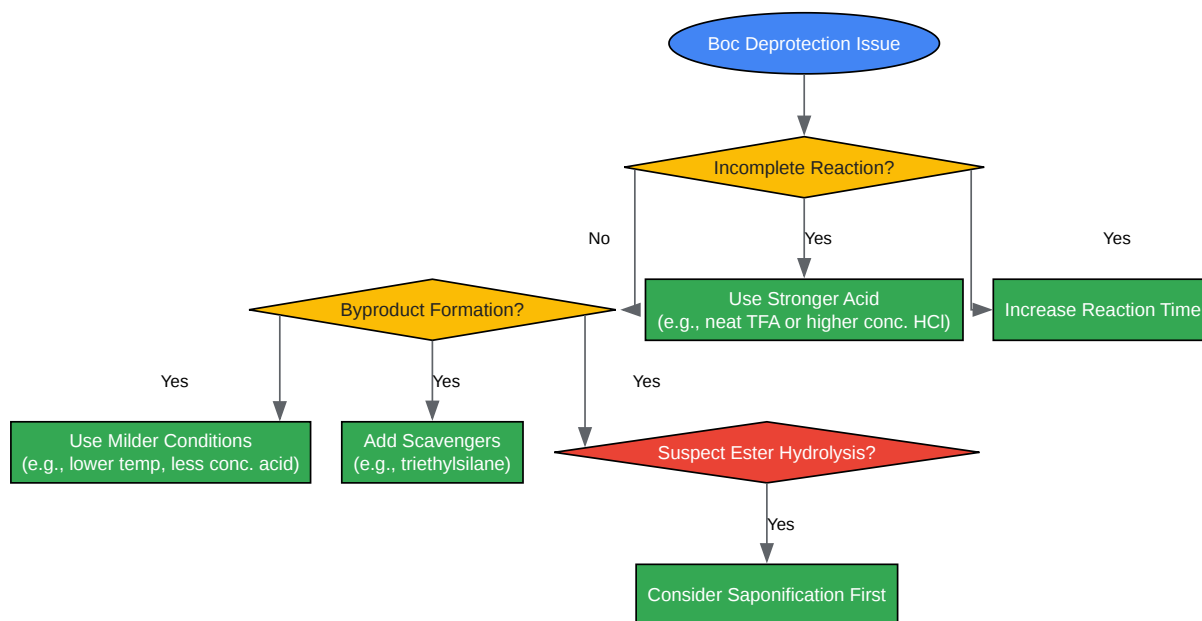 Boc Deprotection Issue
Incomplete Reaction?
No
Yes
Yes
Byproduct Formation?
Use Stronger Acid
(e.g., neat TFA or higher conc. HCl)
Increase Reaction Time
Yes
Yes
Yes
Use Milder Conditions
(e.g., lower temp, less conc. acid)
Add Scavengers
(e.g., triethylsilane)
Suspect Ester Hydrolysis?
Yes
Consider Saponification First